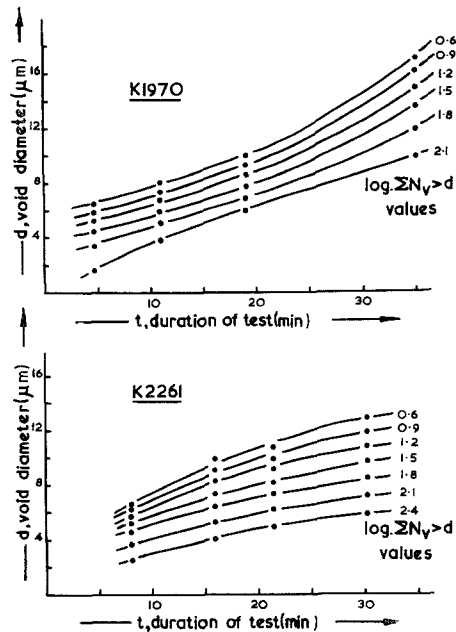 K1970
d, void diameter (μm)
16
12
8
4
0.6
0.9
1.2
1.5
1.8
2.1
log. ΣNv>d
values
10
20
30
t, duration of test (min)
K2261
d, void diameter (μm)
16
12
8
4
0.6
0.9
1.2
1.5
1.8
2.1
2.4
log. ΣNv>d
values
10
20
30
t, duration of test (min)